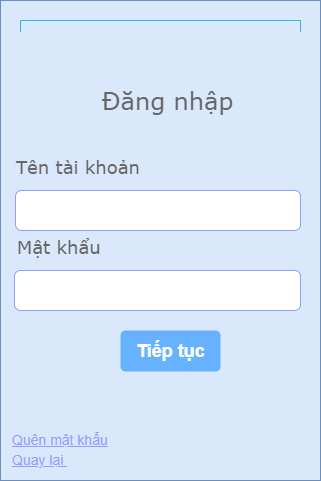 Đăng nhập
Tên tài khoản
Mật khẩu
Tiếp tục
Quên mật khẩu
Quay lại